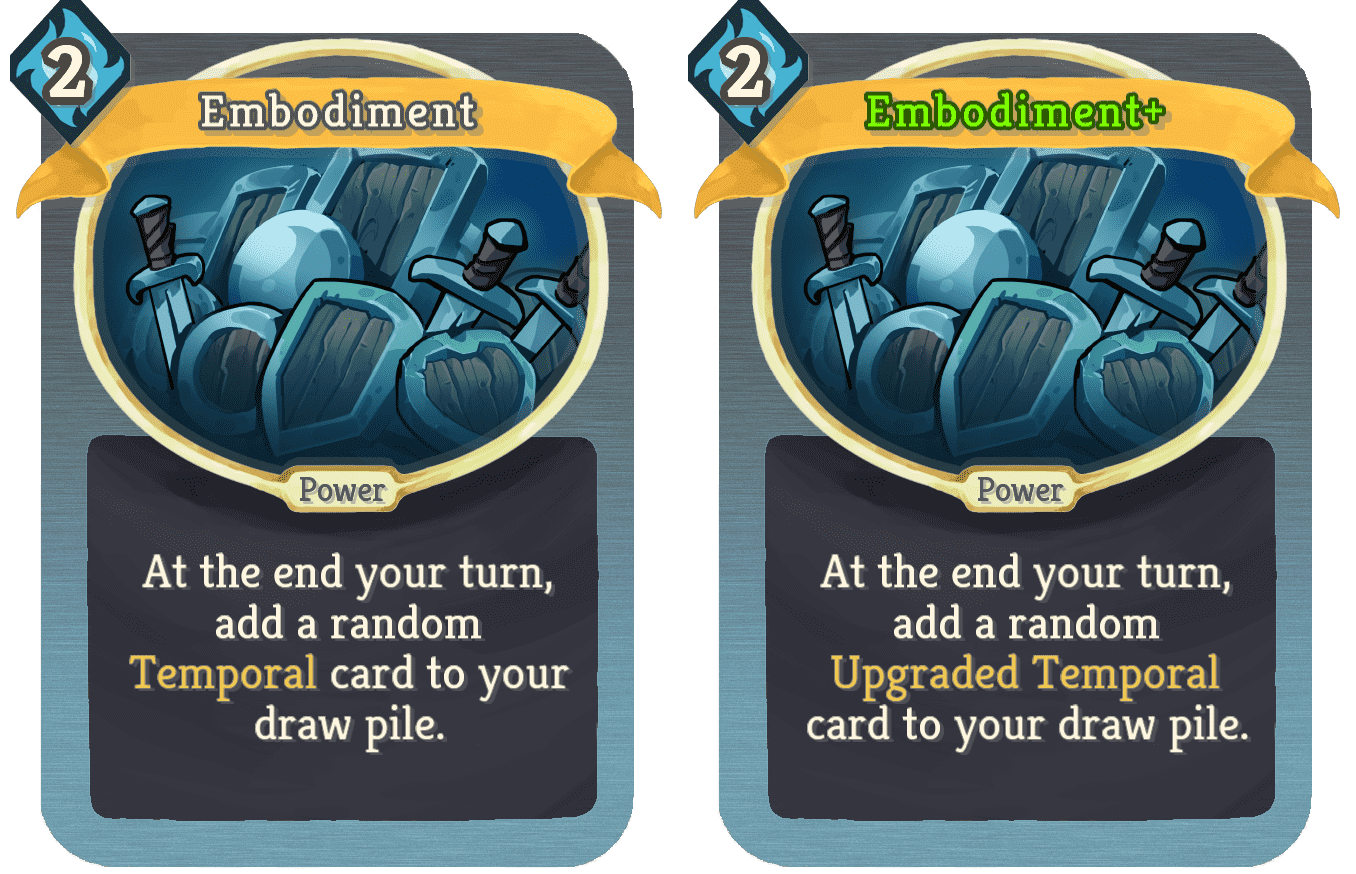 2
Embodiment
Power
At the end your turn,
add a random
Temporal card to your
draw pile.
2
Embodiment+
Power
At the end your turn,
add a random
Upgraded Temporal
card to your draw pile.